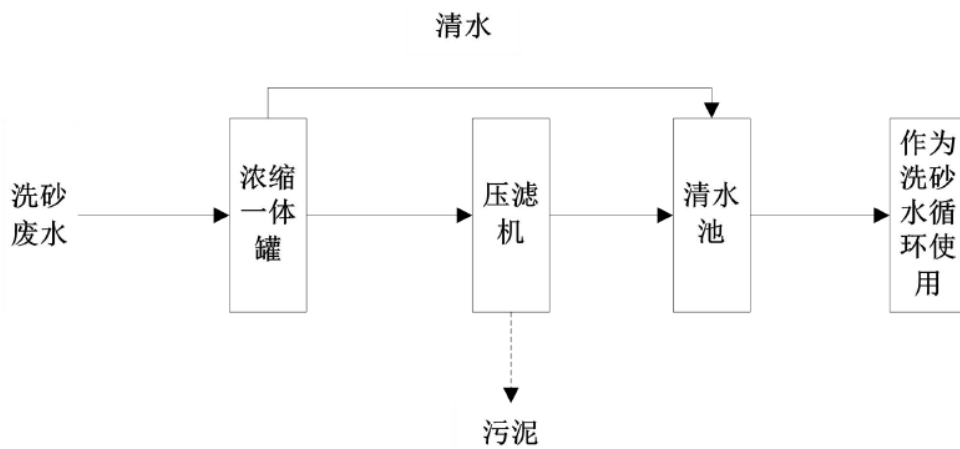 清水
洗砂
废水
浓缩
一体
罐
压滤
机
清水
池
作为
洗砂
水循
环使
用
污泥